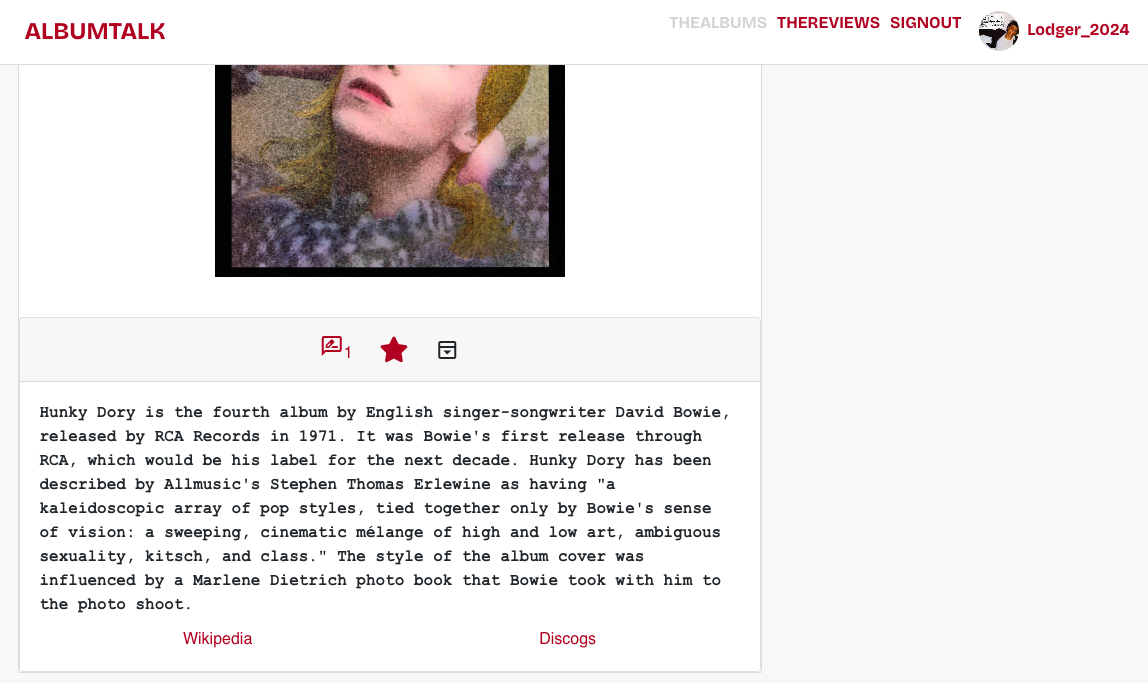 ALBUMTALK
THEALBUMS THEREVIEWS SIGNOUT Lodger_2024
1
Hunky Dory is the fourth album by English singer-songwriter David Bowie,
released by RCA Records in 1971. It was Bowie's first release through
RCA, which would be his label for the next decade. Hunky Dory has been
described by Allmusic's Stephen Thomas Erlewine as having "a
kaleidoscopic array of pop styles, tied together only by Bowie's sense
of vision: a sweeping, cinematic mélange of high and low art, ambiguous
sexuality, kitsch, and class." The style of the album cover was
influenced by a Marlene Dietrich photo book that Bowie took with him to
the photo shoot.
Wikipedia Discogs